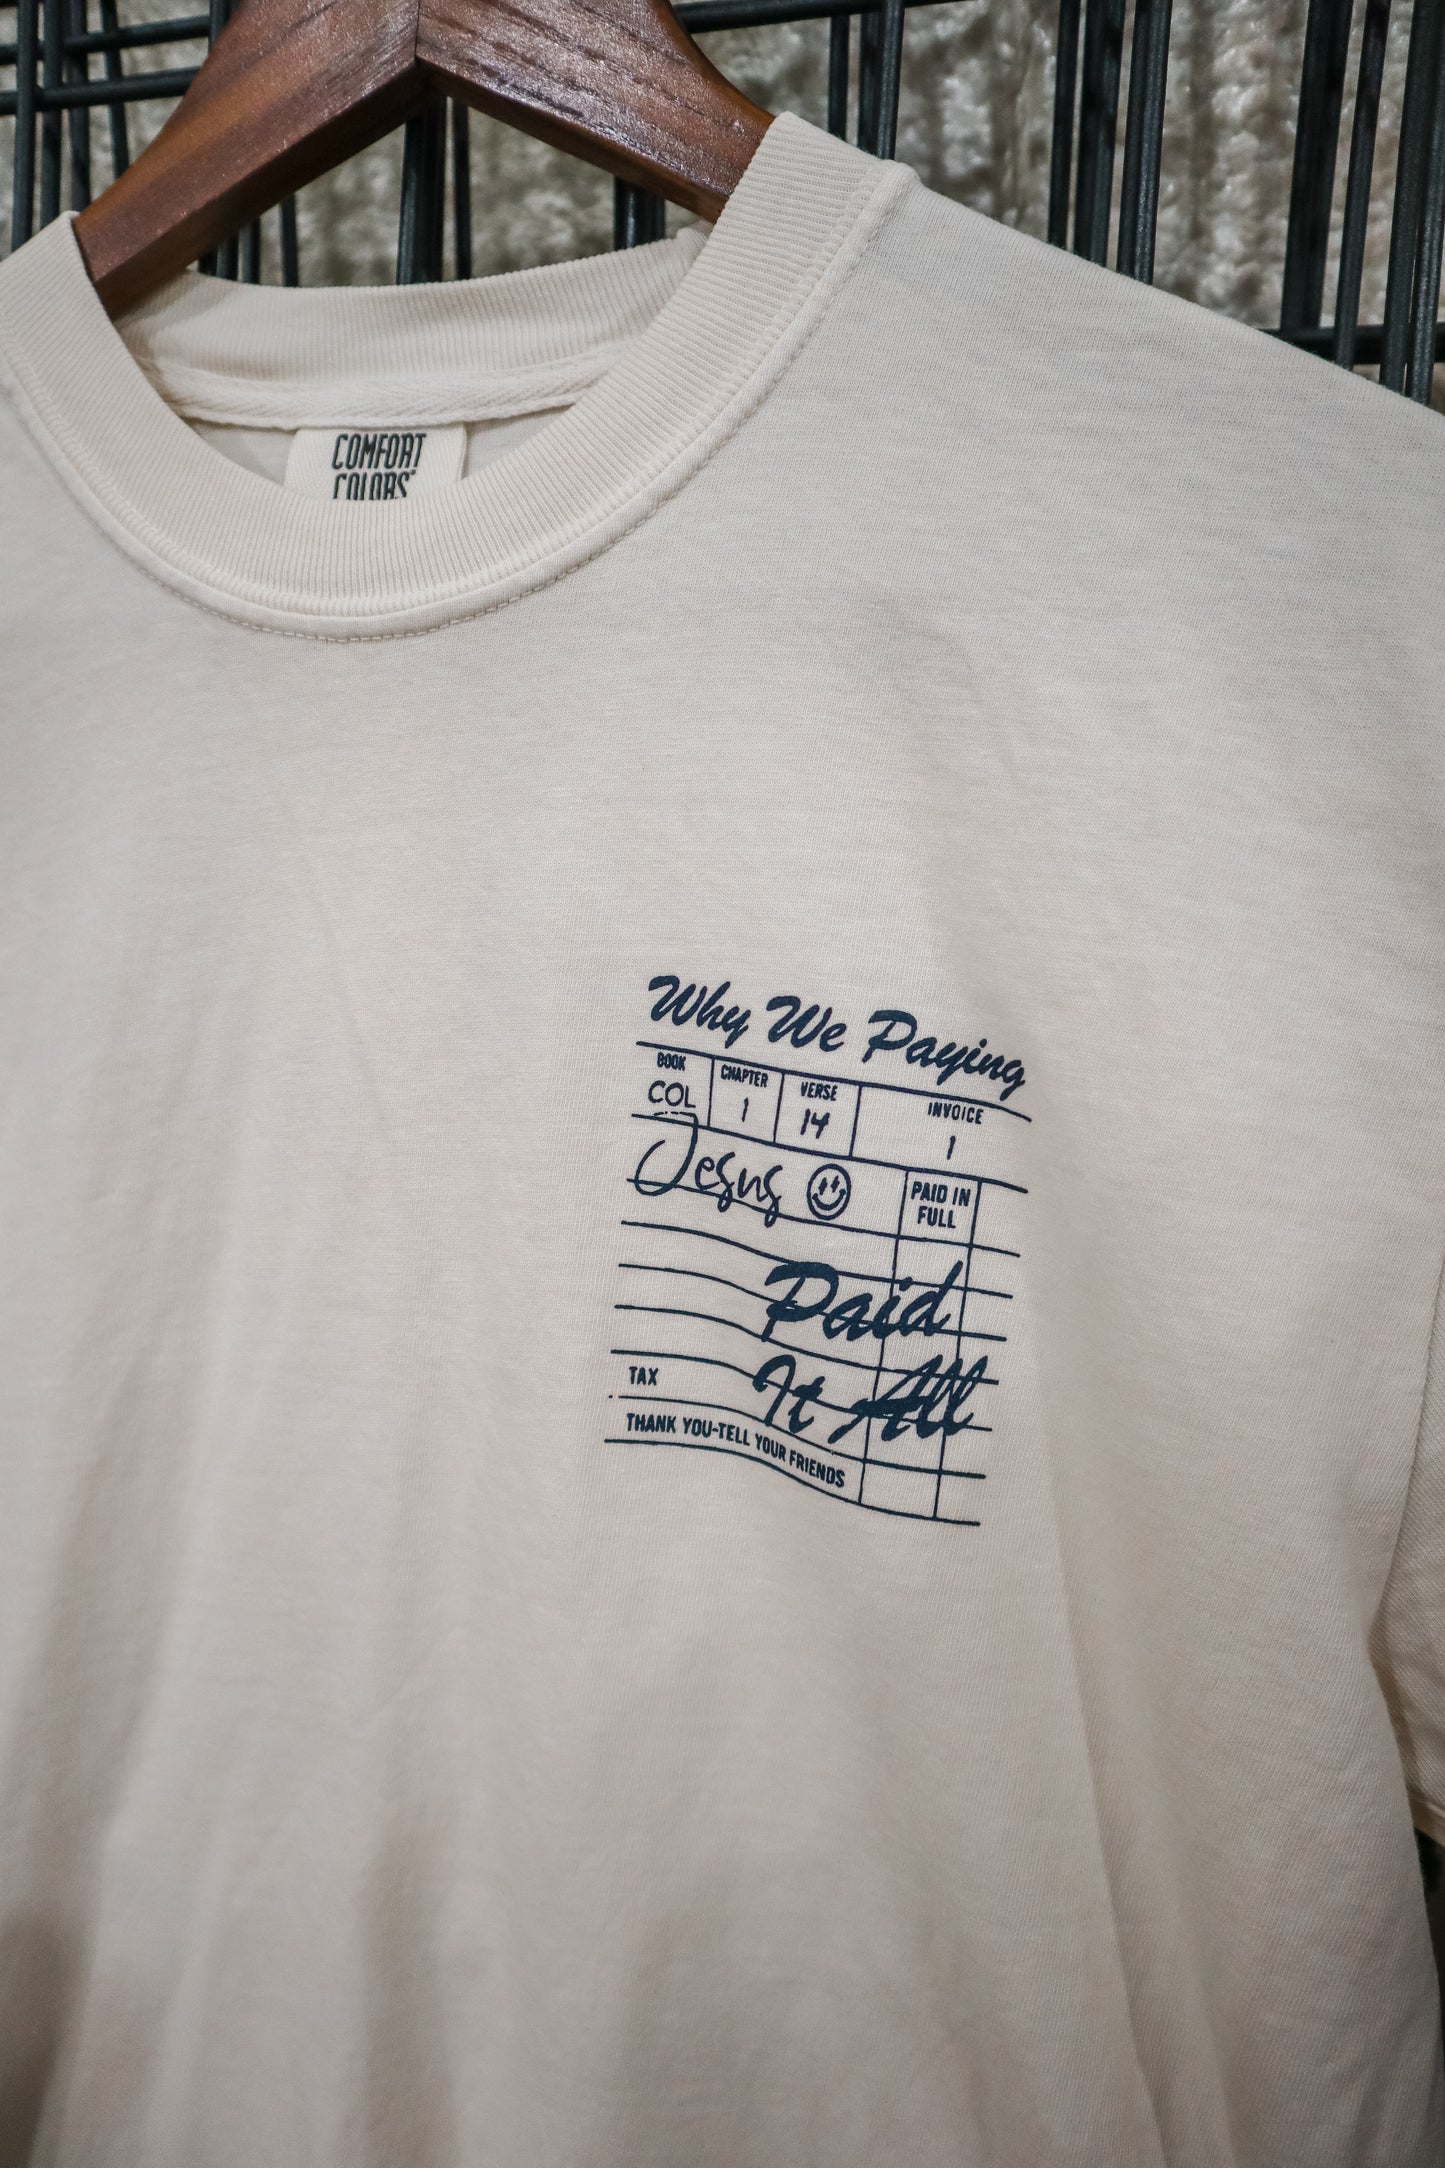 COMFORT
COLORS
Why We Paying
BOOK CHAPTER VERSE INVOICE
COL 1 14 1
Jesus PAID IN
FULL
Paid
It All
TAX
THANK YOU-TELL YOUR FRIENDS